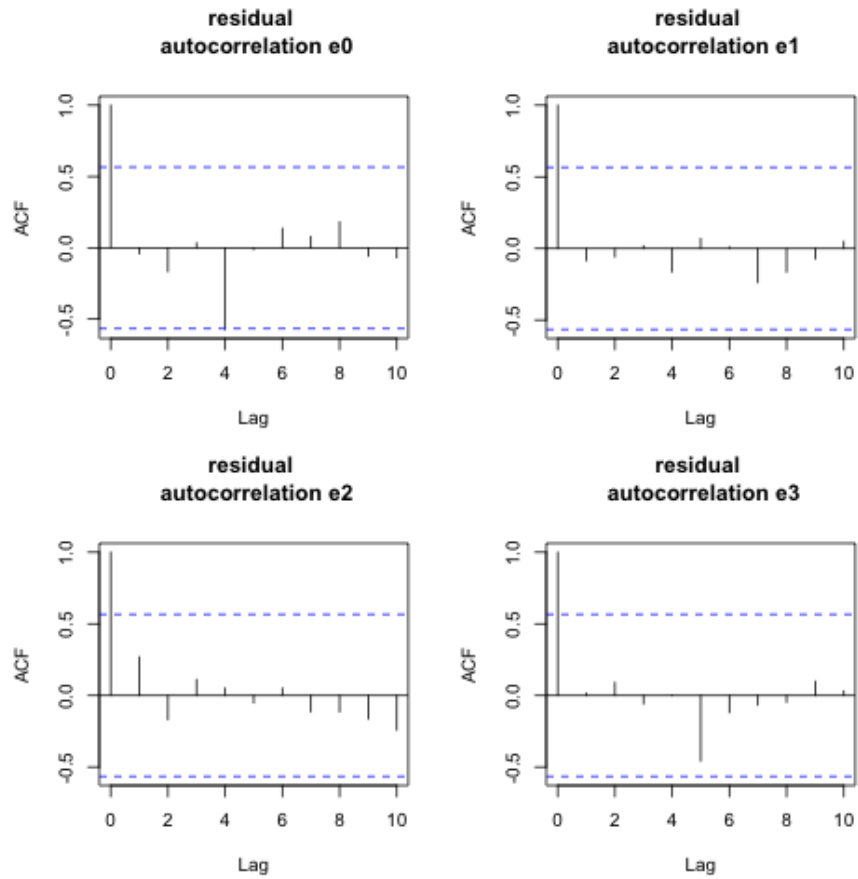 residual
autocorrelation e0
1.0
0.5
0.0
-0.5
ACF
0 2 4 6 8 10
Lag
residual
autocorrelation e1
1.0
0.5
0.0
-0.5
ACF
0 2 4 6 8 10
Lag
residual
autocorrelation e2
1.0
0.5
0.0
-0.5
ACF
0 2 4 6 8 10
Lag
residual
autocorrelation e3
1.0
0.5
0.0
-0.5
ACF
0 2 4 6 8 10
Lag